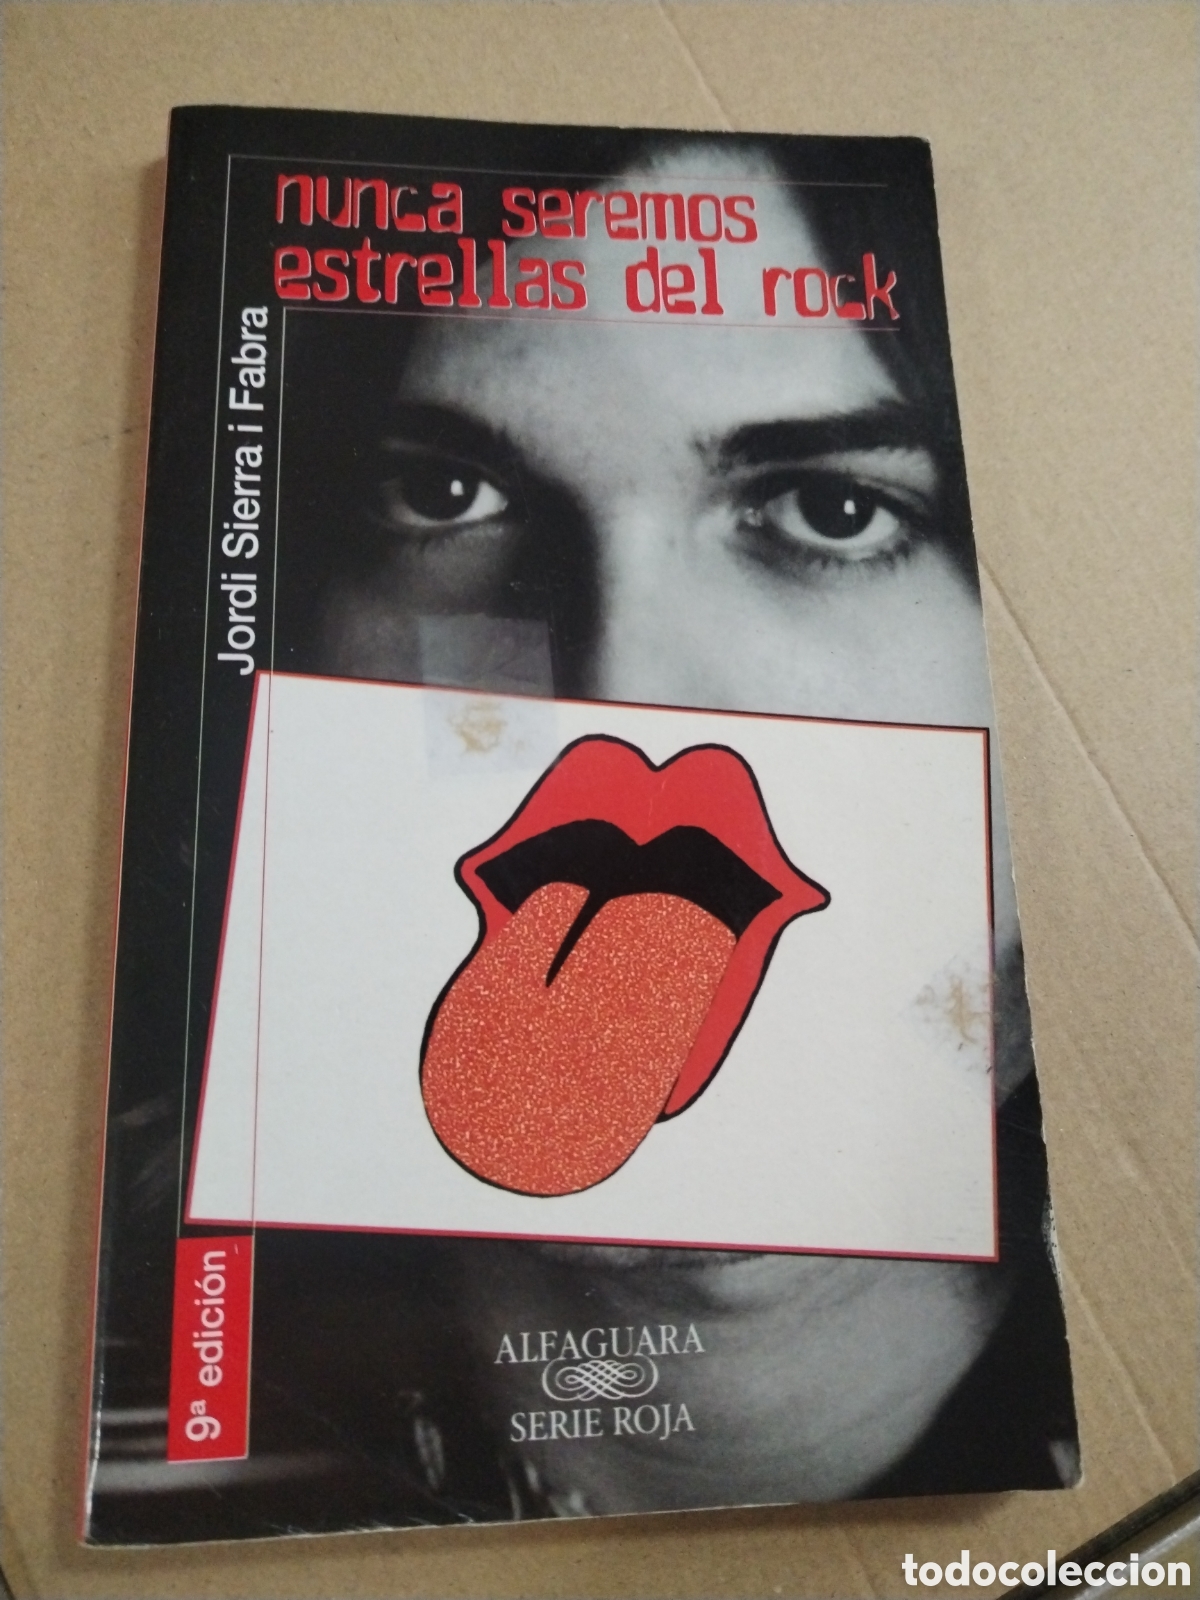 nunca seremos
estrellas del rock
Jordi Sierra i Fabra
9ª edición
ALFAGUARA
SERIE ROJA
todocoleccion